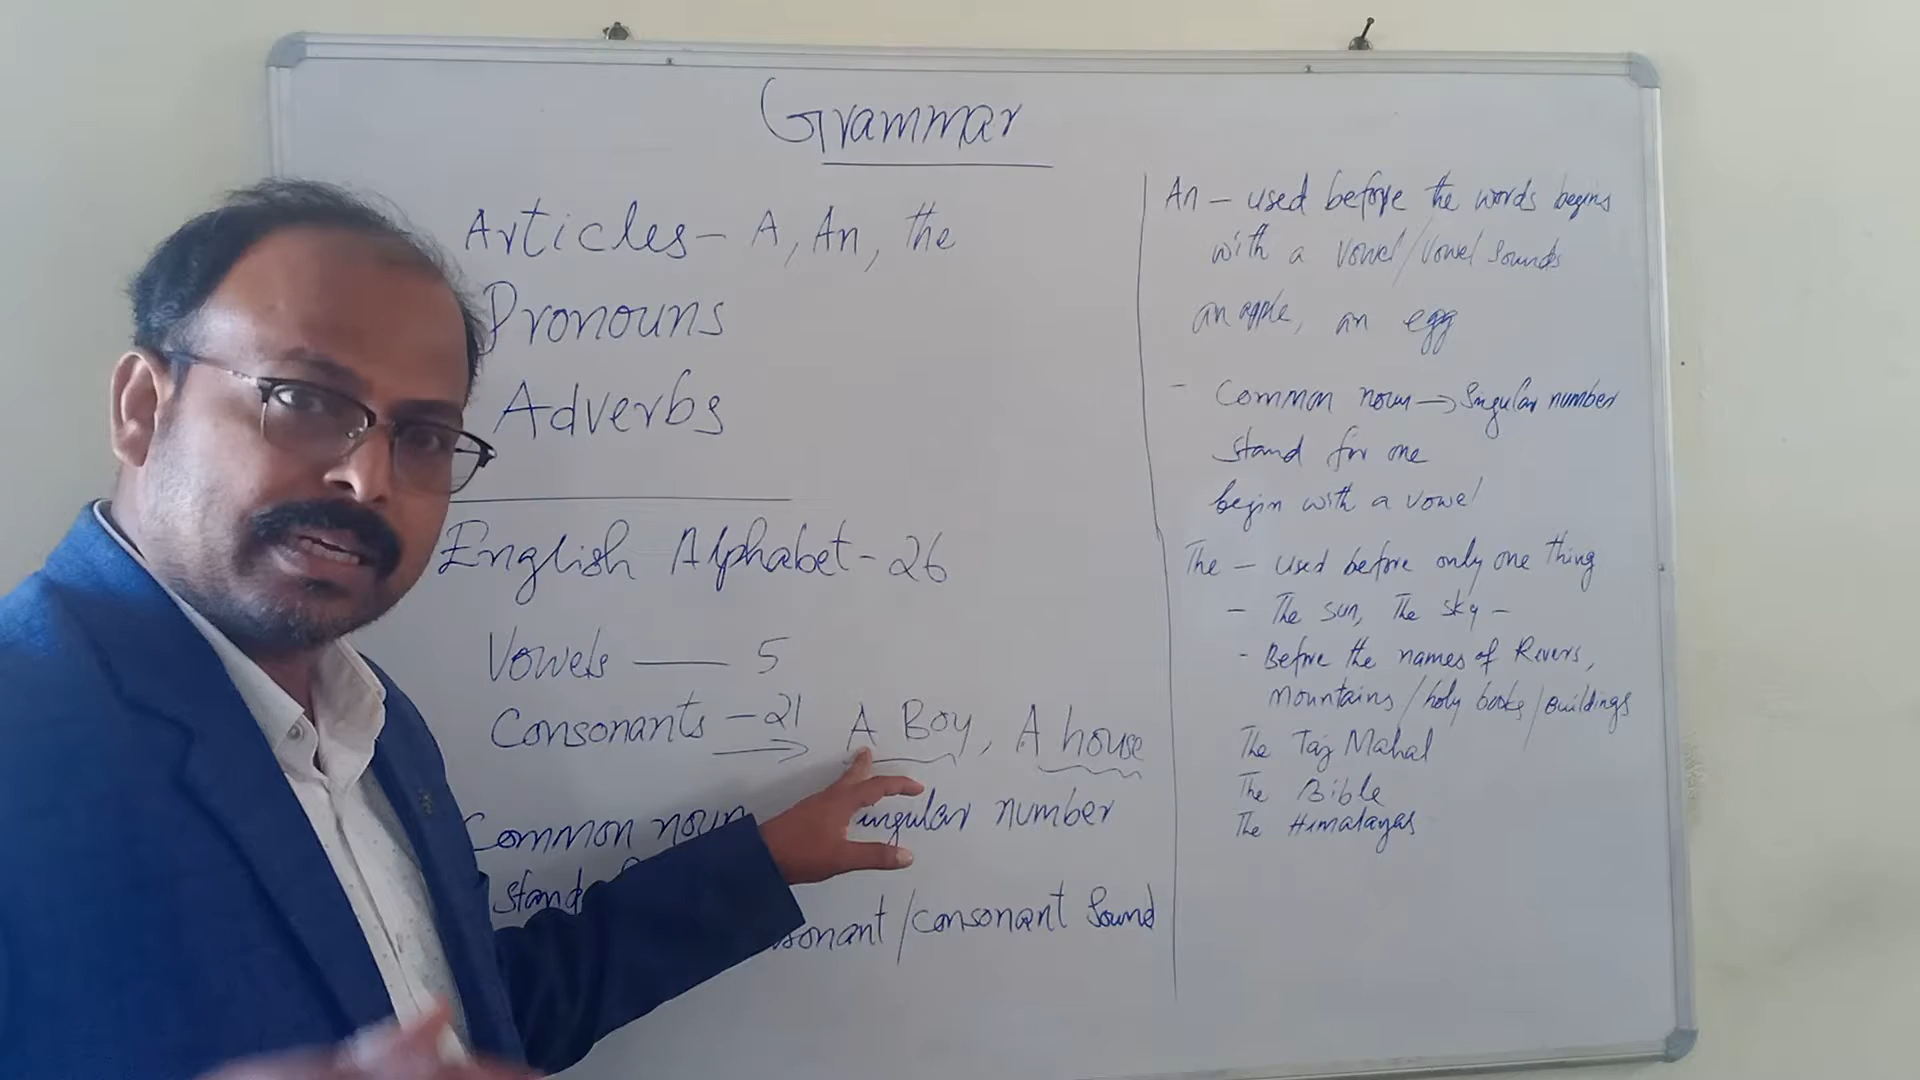 Grammar
Articles - A, An, the
Pronouns
Adverbs
English Alphabet - 26
Vowels — 5
Consonants - 21 → A Boy, A house
Common noun
number
stand
/consonant Sound
An - used before the words begins
with a vowel/vowel sounds
an apple, an egg
- Common noun → Singular number
stand for one
begin with a vowel
The - used before only one thing
- The sun, The sky -
- Before the names of Rivers,
mountains/holy books/Buildings
The Taj Mahal
The Bible
The Himalayas